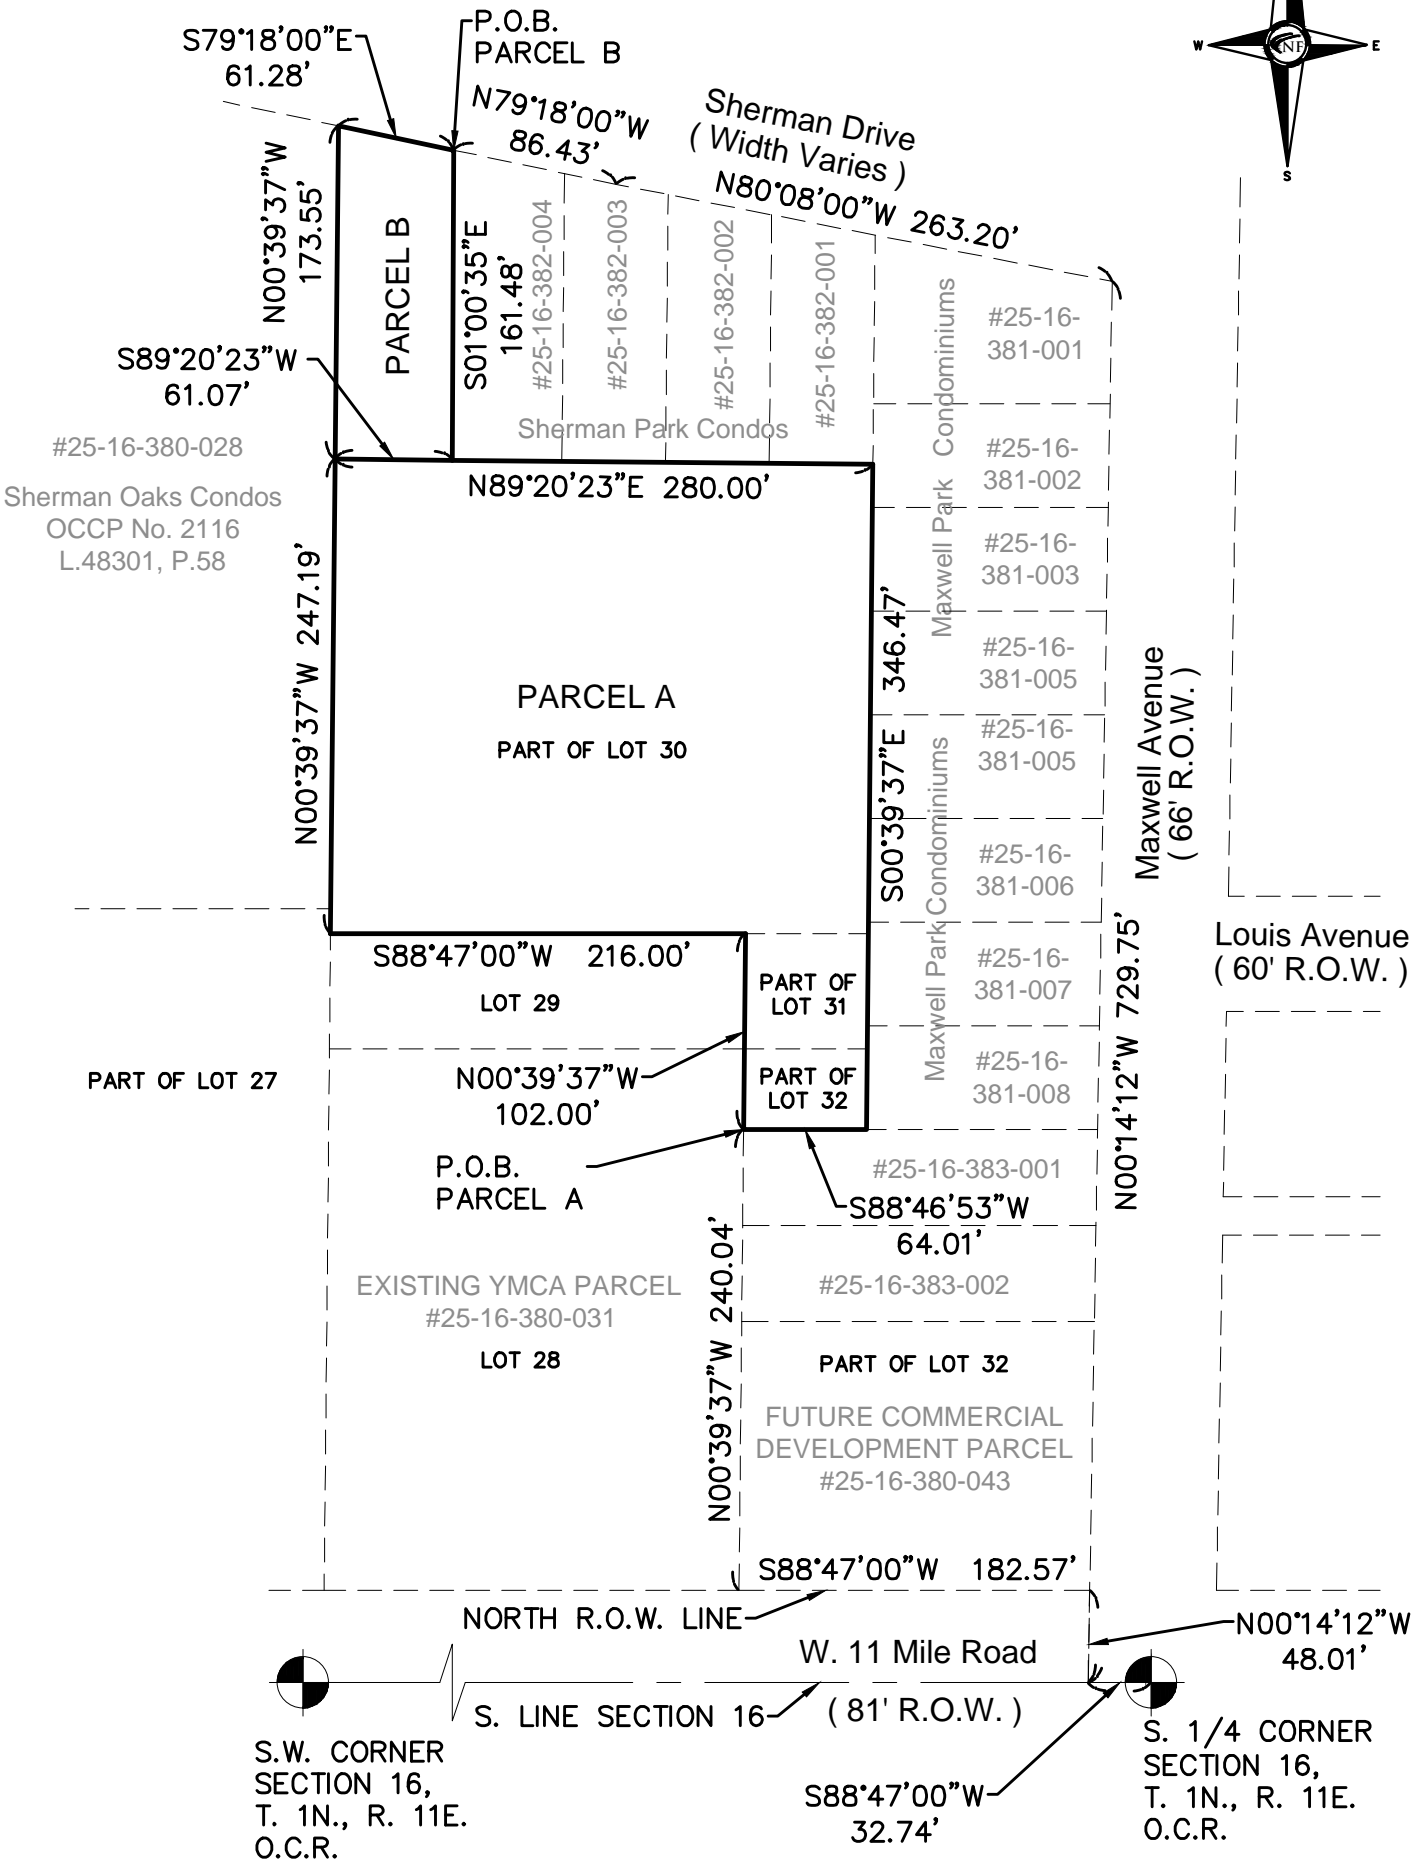 P.O.B.
PARCEL B
S79°18'00"E
61.28'
W
NF
E
S
N79°18'00"W
86.43'
Sherman Drive
( Width Varies )
N80°08'00"W 263.20'
N00°39'37"W
173.55'
PARCEL B
S01°00'35"E
161.48'
#25-16-382-004
#25-16-382-003
#25-16-382-002
#25-16-382-001
Maxwell Park Condominiums
#25-16-
381-001
S89°20'23"W
61.07'
Sherman Park Condos
#25-16-380-028
#25-16-
381-002
Sherman Oaks Condos
OCCP No. 2116
L.48301, P.58
N89°20'23"E 280.00'
#25-16-
381-003
N00°39'37"W 247.19'
S00°39'37"E 346.47'
#25-16-
381-005
PARCEL A
PART OF LOT 30
Maxwell Avenue
( 66' R.O.W. )
#25-16-
381-005
Maxwell Park Condominiums
#25-16-
381-006
S88°47'00"W 216.00'
LOT 29
PART OF
LOT 31
#25-16-
381-007
N00°14'12"W 729.75'
Louis Avenue
( 60' R.O.W. )
PART OF LOT 27
N00°39'37"W
102.00'
PART OF
LOT 32
#25-16-
381-008
P.O.B.
PARCEL A
#25-16-383-001
S88°46'53"W
64.01'
N00°39'37"W 240.04'
EXISTING YMCA PARCEL
#25-16-380-031
LOT 28
#25-16-383-002
PART OF LOT 32
FUTURE COMMERCIAL
DEVELOPMENT PARCEL
#25-16-380-043
S88°47'00"W 182.57'
NORTH R.O.W. LINE
N00°14'12"W
48.01'
W. 11 Mile Road
( 81' R.O.W. )
S. LINE SECTION 16
S.W. CORNER
SECTION 16,
T. 1N., R. 11E.
O.C.R.
S88°47'00"W
32.74'
S. 1/4 CORNER
SECTION 16,
T. 1N., R. 11E.
O.C.R.